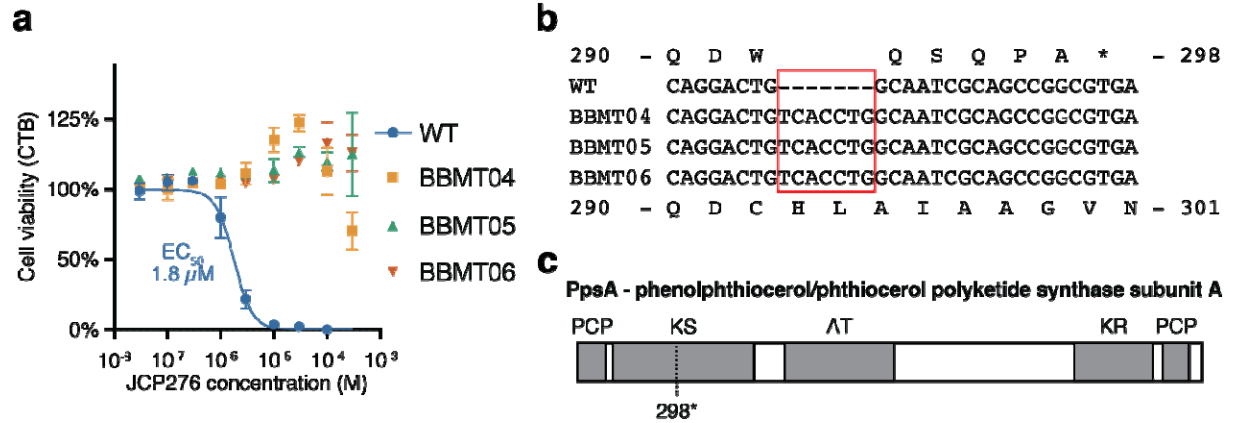 a
Cell viability (CTB)
125%
100%
50%
0%
EC50
1.8 μM
10-9 10-7 10-6 10-5 10-4 10-3
JCP276 concentration (M)
WT
BBMT04
BBMT05
BBMT06
b
290 - Q D W Q S Q P A * - 298
WT CAGGACTG-------GCAATCGCAGCCGGCGTGA
BBMT04 CAGGACTGTCACCTGGCAATCGCAGCCGGCGTGA
BBMT05 CAGGACTGTCACCTGGCAATCGCAGCCGGCGTGA
BBMT06 CAGGACTGTCACCTGGCAATCGCAGCCGGCGTGA
290 - Q D C H L A I A A G V N - 301
c
PpsA - phenolphthiocerol/phthiocerol polyketide synthase subunit A
PCP KS AT KR PCP
298*